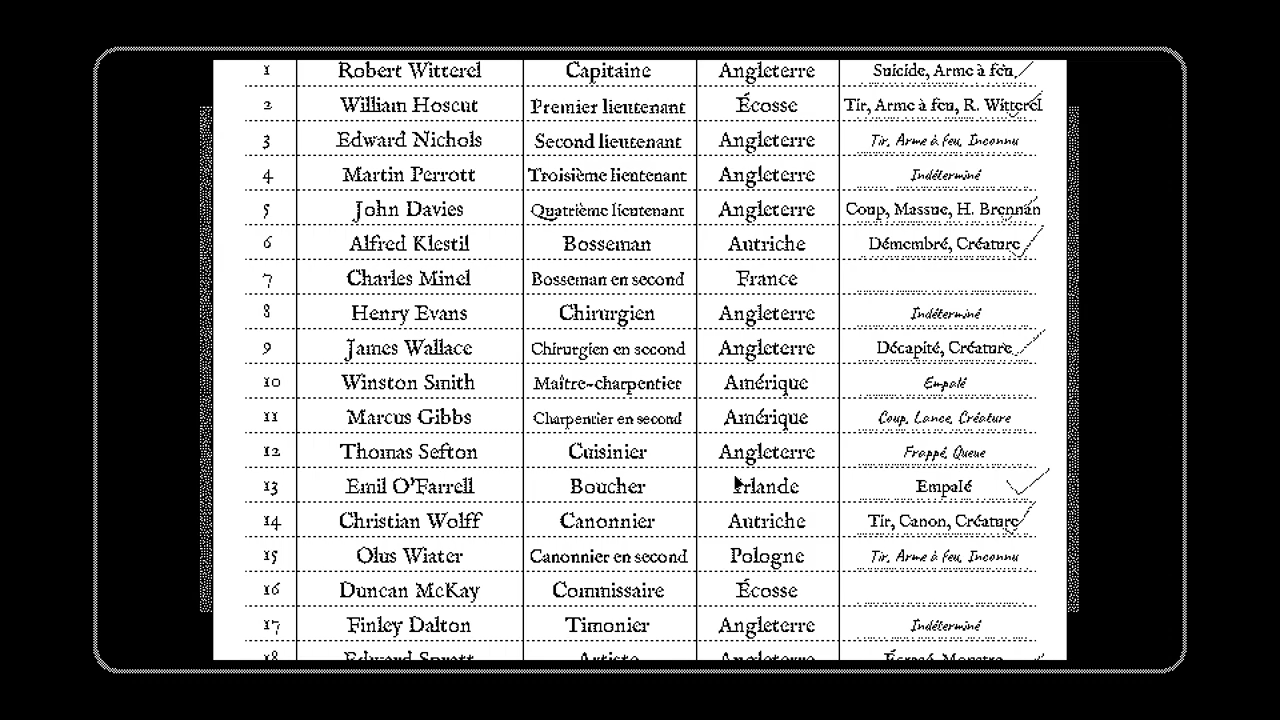 1 Robert Witterel Capitaine Angleterre Suicide, Arme à feu
2 William Hoscut Premier lieutenant Écosse Tir, Arme à feu, R. Witterel
3 Edward Nichols Second lieutenant Angleterre Tir, Arme à feu, Inconnu
4 Martin Perrott Troisième lieutenant Angleterre Indéterminé
5 John Davies Quatrième lieutenant Angleterre Coup, Massue, H. Brennan
6 Alfred Klestil Bosseman Autriche Démembré, Créature
7 Charles Minel Bosseman en second France
8 Henry Evans Chirurgien Angleterre Indéterminé
9 James Wallace Chirurgien en second Angleterre Décapité, Créature
10 Winston Smith Maître-charpentier Amérique Empalé
11 Marcus Gibbs Charpentier en second Amérique Coup, Lance, Créature
12 Thomas Sefton Cuisinier Angleterre Frappé, Queue
13 Emil O'Farrell Boucher Irlande Empalé
14 Christian Wolff Canonnier Autriche Tir, Canon, Créature
15 Olus Wiater Canonnier en second Pologne Tir, Arme à feu, Inconnu
16 Duncan McKay Commissaire Écosse
17 Finley Dalton Timonier Angleterre Indéterminé
18 Edward Spratt Artiste Angleterre